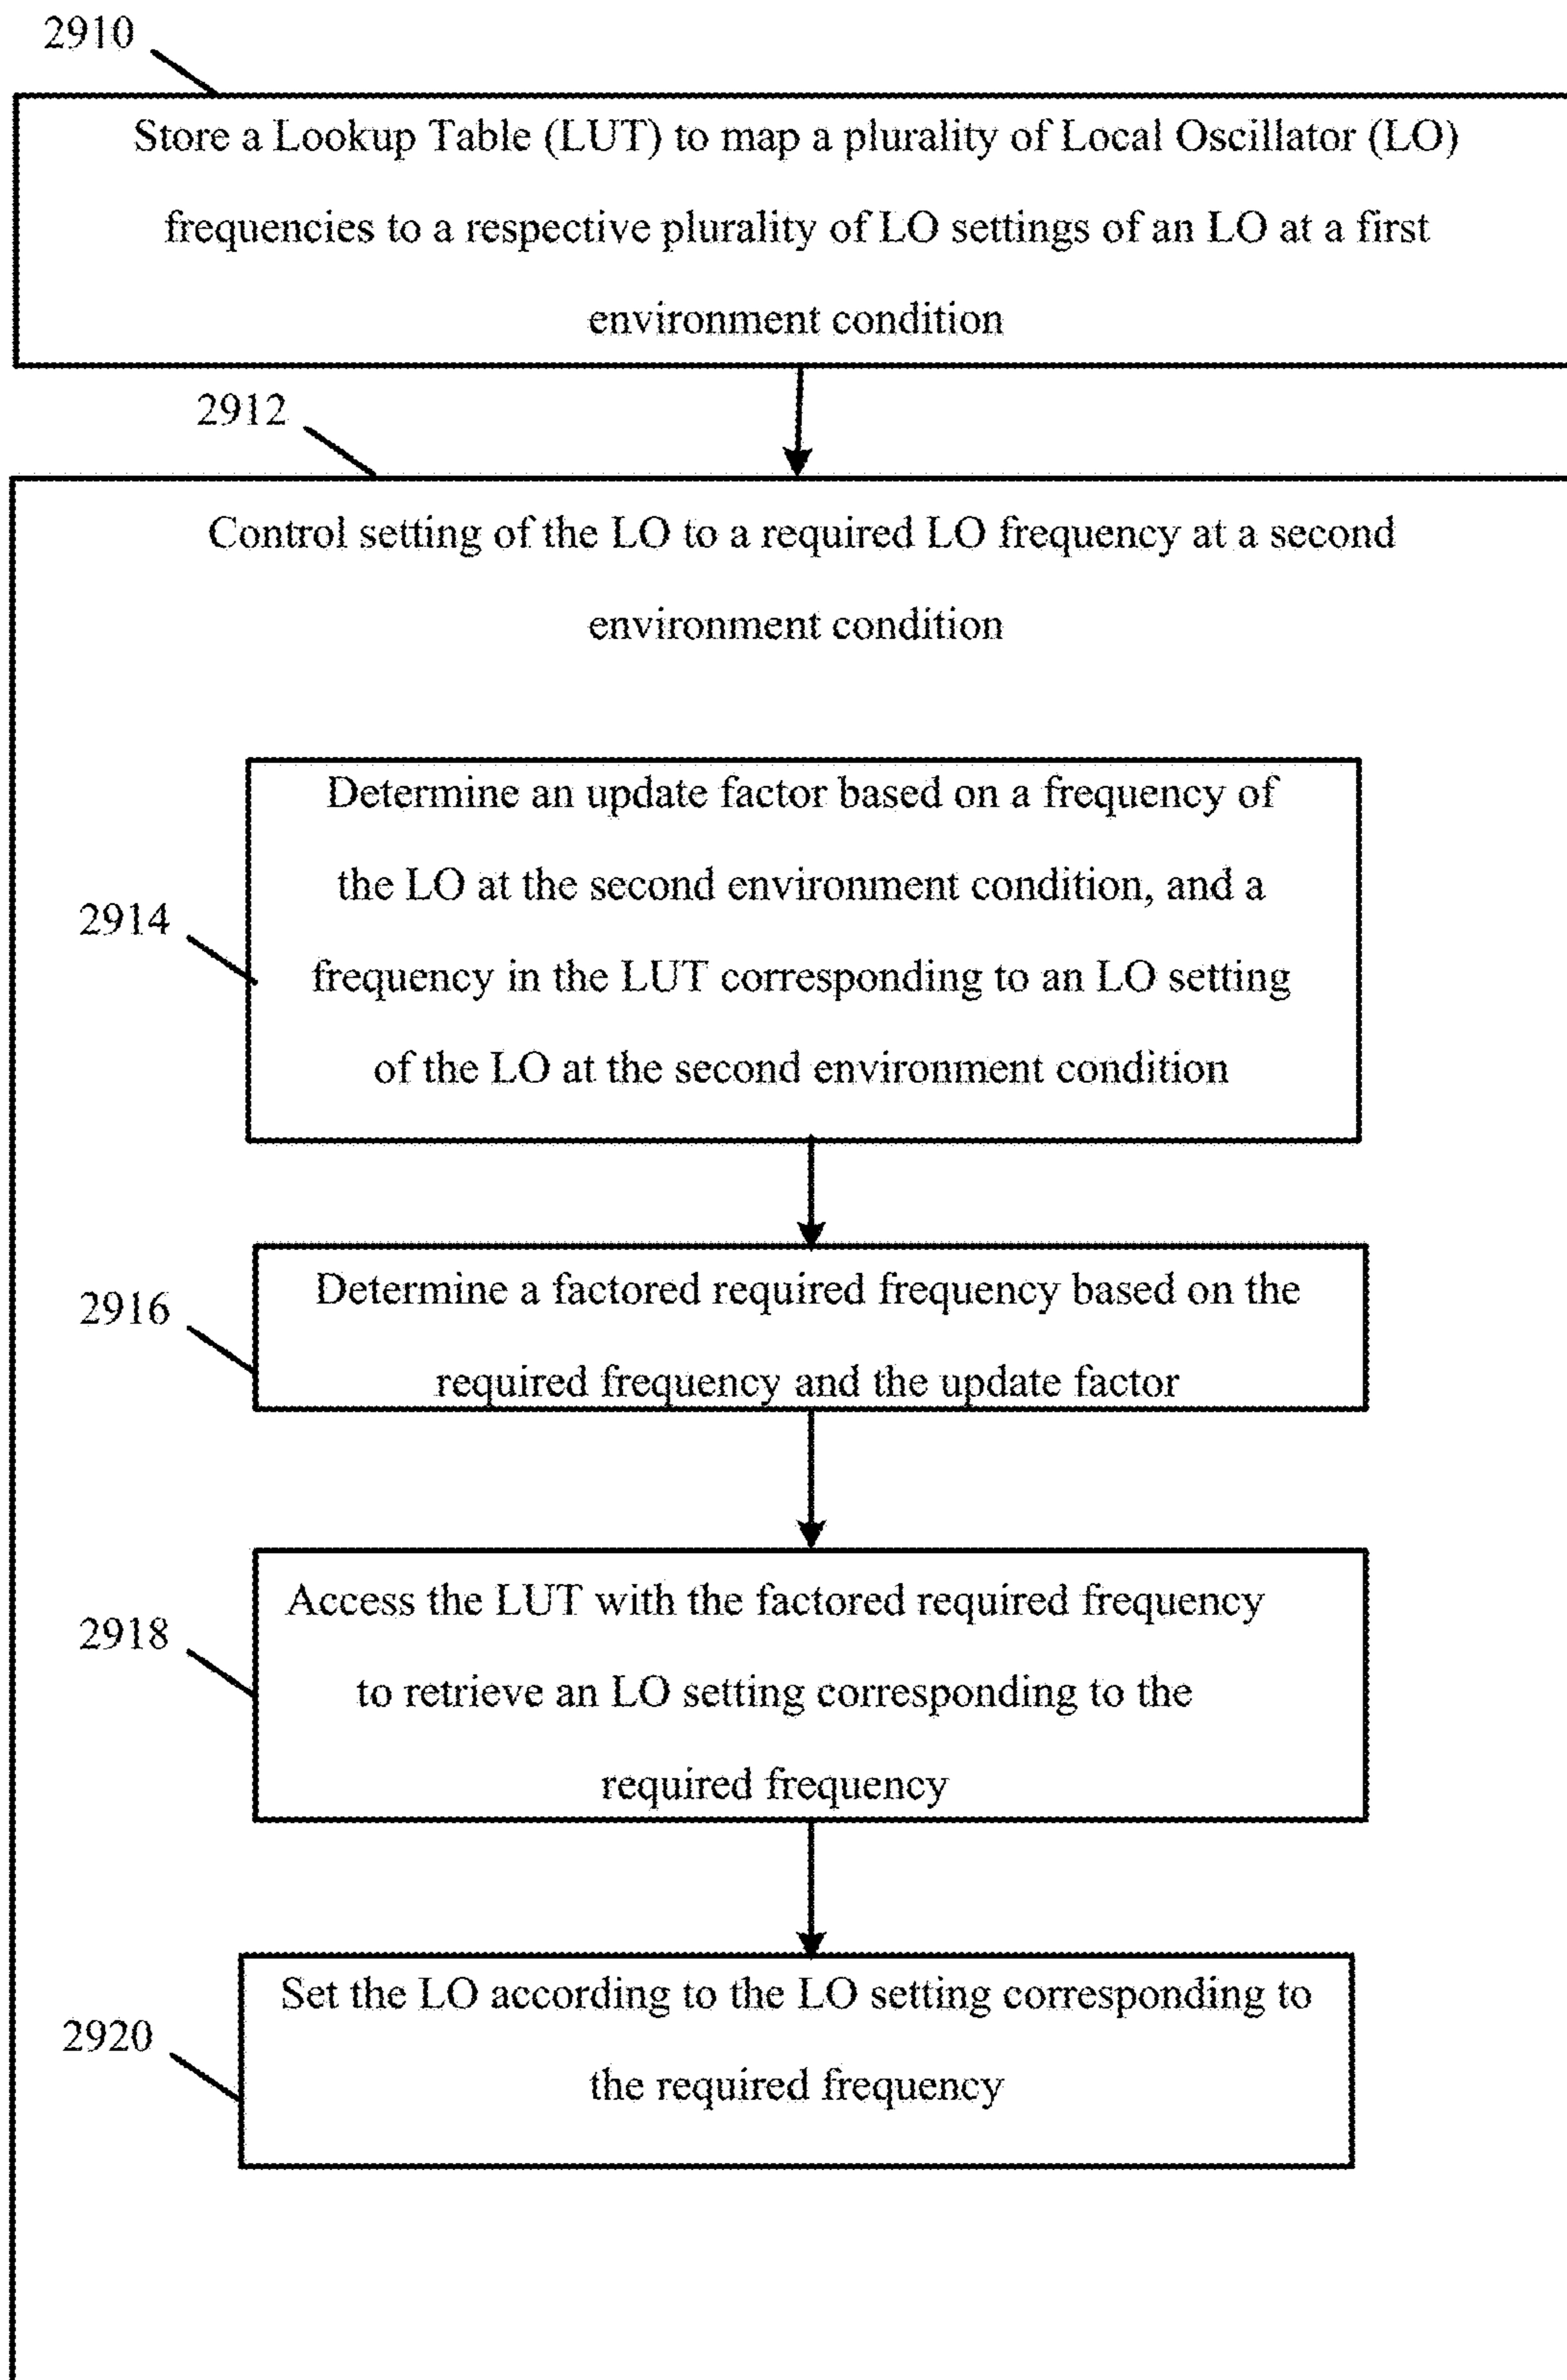 2910
Store a Lookup Table (LUT) to map a plurality of Local Oscillator (LO)
frequencies to a respective plurality of LO settings of an LO at a first
environment condition
2912
Control setting of the LO to a required LO frequency at a second
environment condition
Determine an update factor based on a frequency of
the LO at the second environment condition, and a
2914
frequency in the LUT corresponding to an LO setting
of the LO at the second environment condition
2916
Determine a factored required frequency based on the
required frequency and the update factor
2918
Access the LUT with the factored required frequency
to retrieve an LO setting corresponding to the
required frequency
2920
Set the LO according to the LO setting corresponding to
the required frequency